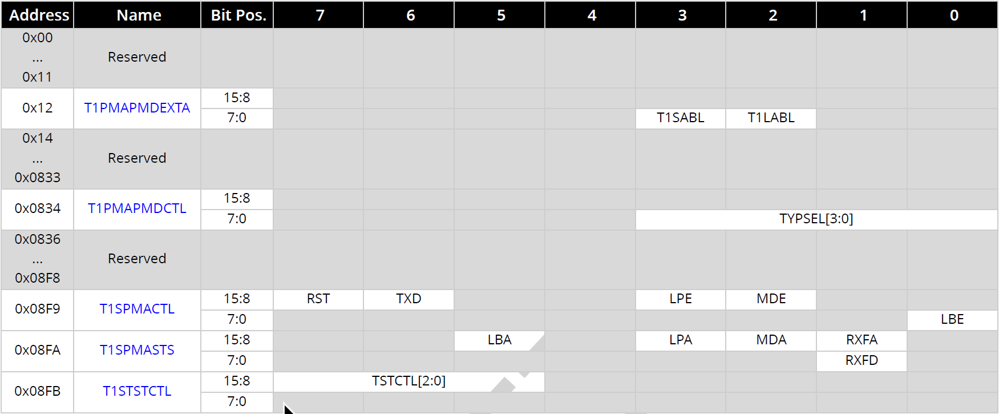 Address Name Bit Pos. 7 6 5 4 3 2 1 0
0x00
...
Reserved
0x11
0x12 T1PMAPMDEXTA 15:8
7:0 T1SABL T1LABL
0x14
...
Reserved
0x0833
0x0834 T1PMAPMDCTL 15:8
7:0 TYPSEL[3:0]
0x0836
...
Reserved
0x08F8
0x08F9 T1SPMACTL 15:8 RST TXD LPE MDE
7:0 LBE
0x08FA T1SPMASTS 15:8 LBA LPA MDA RXFA
7:0 RXFD
0x08FB T1STSTCTL 15:8 TSTCTL[2:0]
7:0